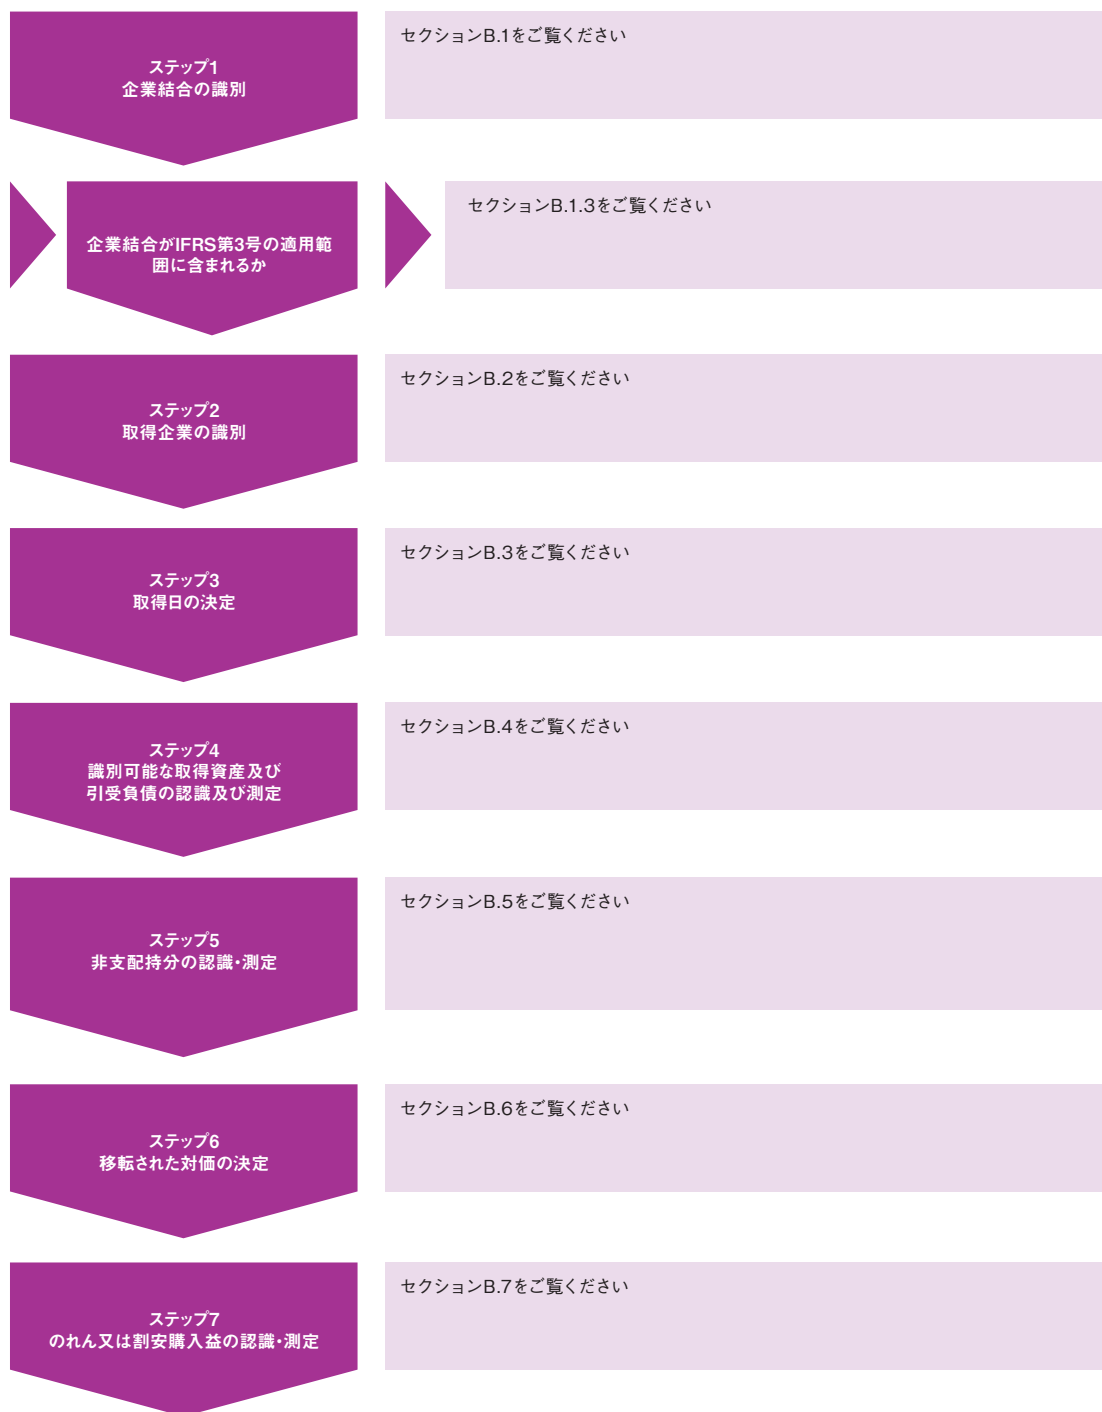 ステップ1
企業結合の識別
セクションB.1をご覧ください
企業結合がIFRS第3号の適用範
囲に含まれるか
セクションB.1.3をご覧ください
ステップ2
取得企業の識別
セクションB.2をご覧ください
ステップ3
取得日の決定
セクションB.3をご覧ください
ステップ4
識別可能な取得資産及び
引受負債の認識及び測定
セクションB.4をご覧ください
ステップ5
非支配持分の認識・測定
セクションB.5をご覧ください
ステップ6
移転された対価の決定
セクションB.6をご覧ください
ステップ7
のれん又は割安購入益の認識・測定
セクションB.7をご覧ください